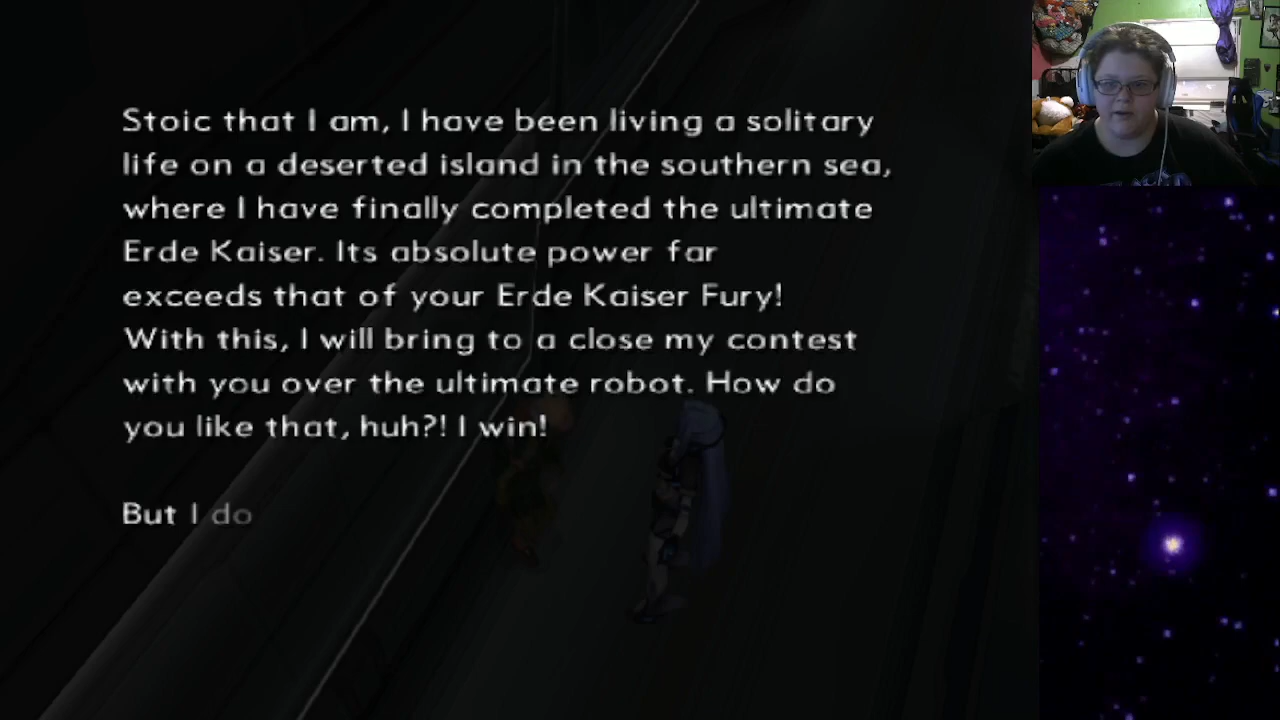 Stoic that I am, I have been living a solitary
life on a deserted island in the southern sea,
where I have finally completed the ultimate
Erde Kaiser. Its absolute power far
exceeds that of your Erde Kaiser Fury!
With this, I will bring to a close my contest
with you over the ultimate robot. How do
you like that, huh?! I win!
But I do